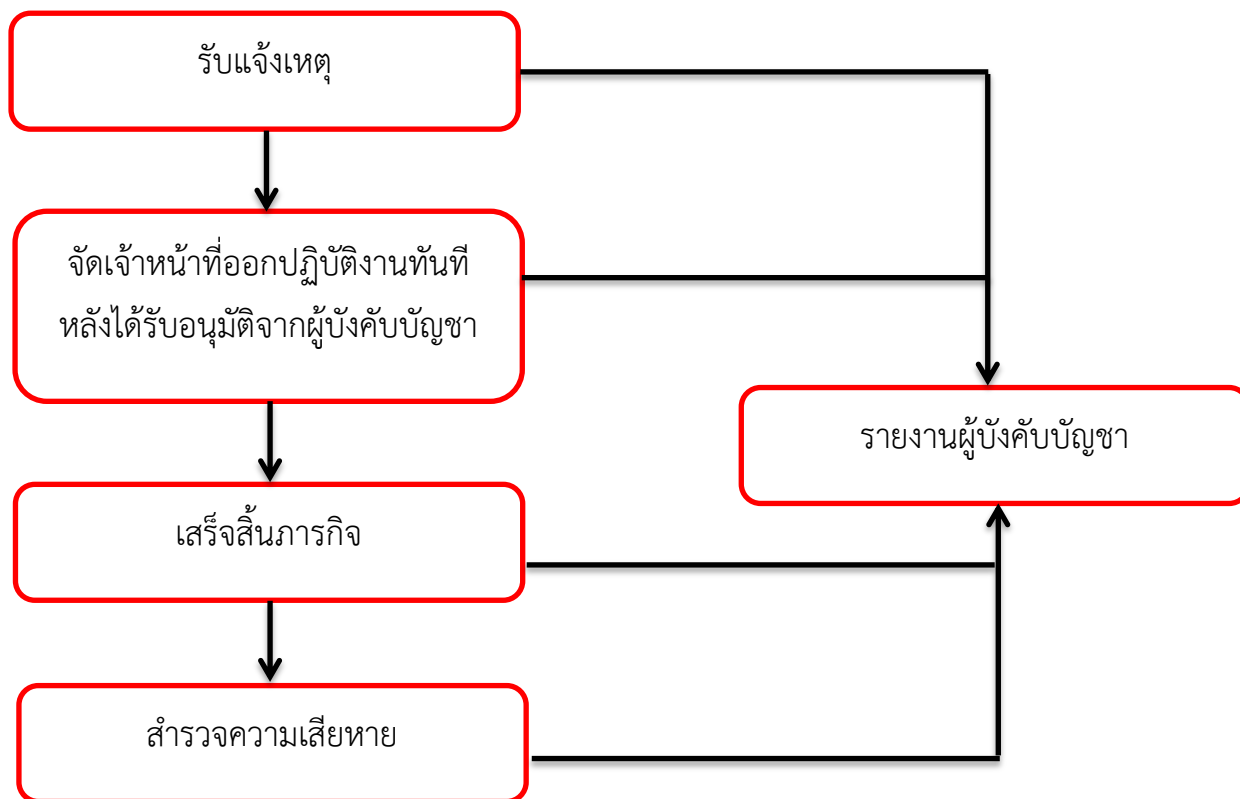 รับแจ้งเหตุ
จัดเจ้าหน้าที่ออกปฏิบัติงานทันที
หลังได้รับอนุมัติจากผู้บังคับบัญชา
รายงานผู้บังคับบัญชา
เสร็จสิ้นภารกิจ
สำรวจความเสียหาย